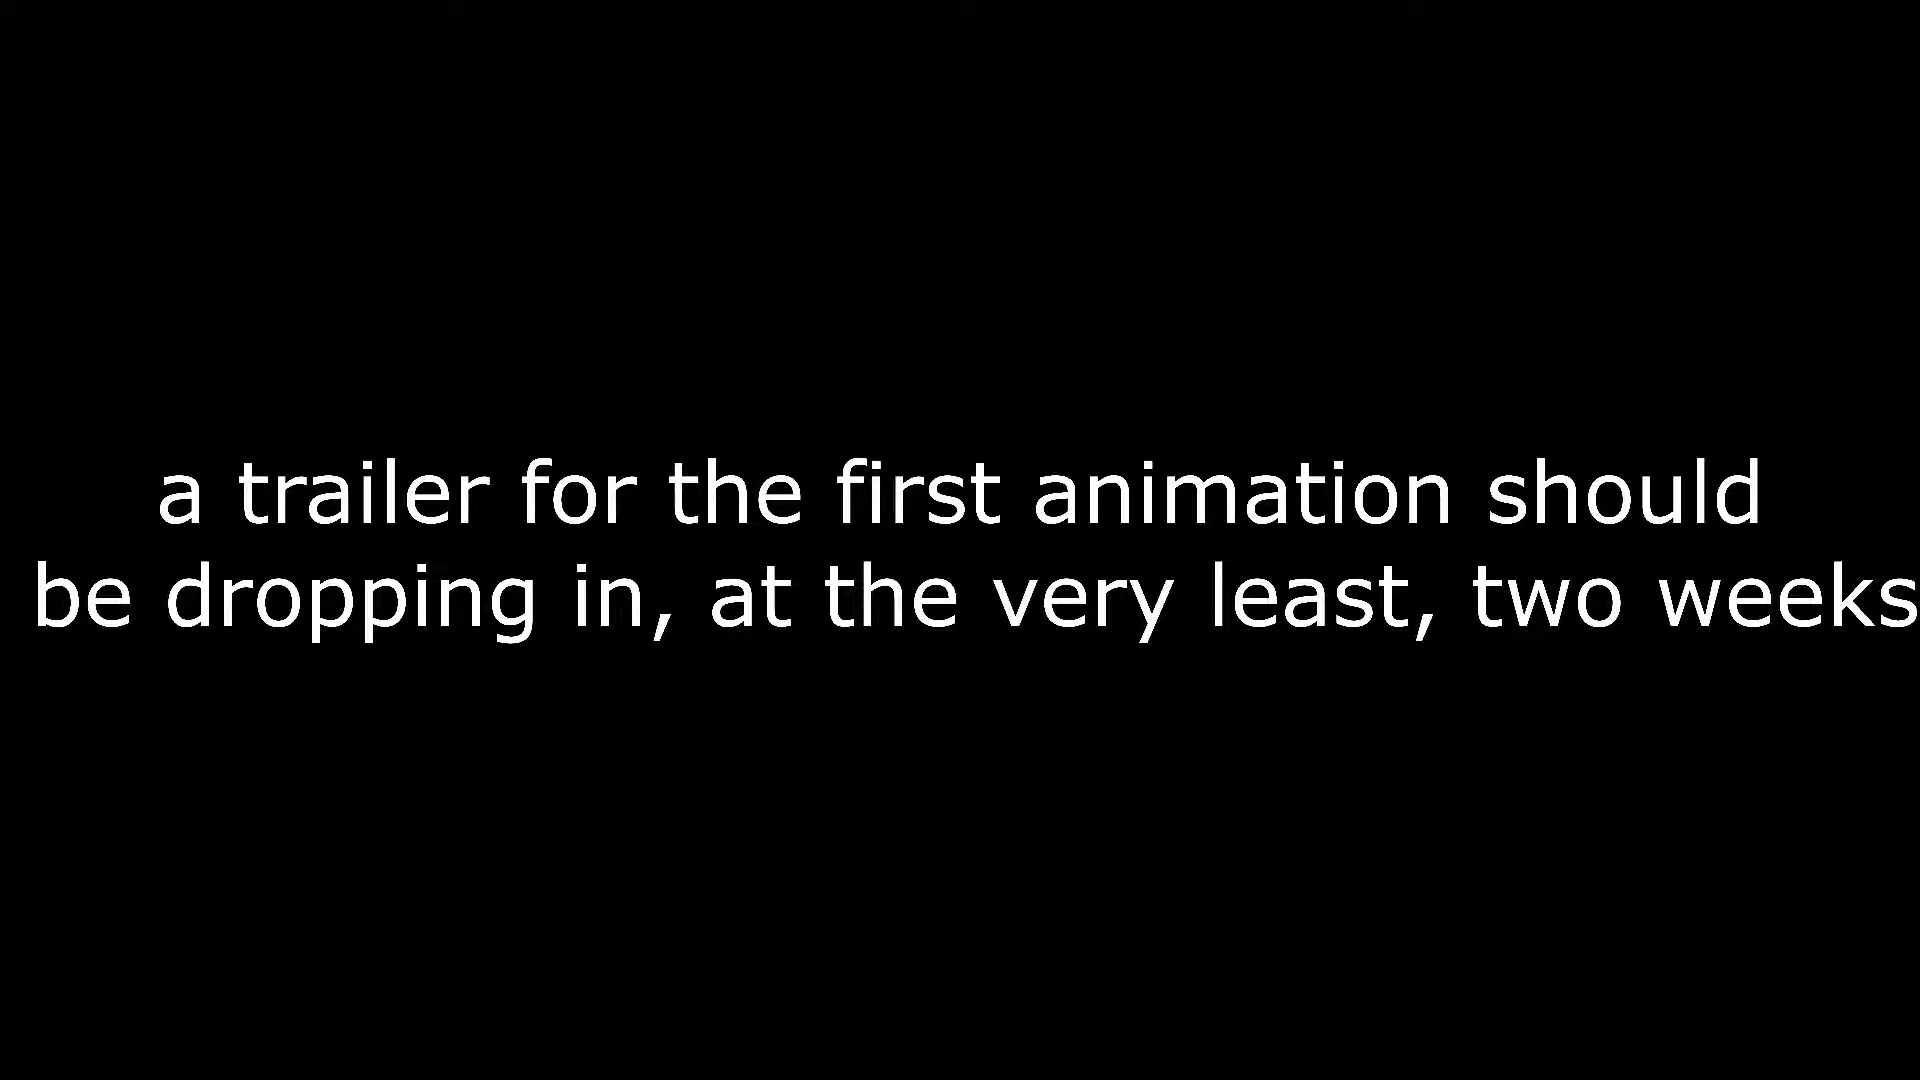 a trailer for the first animation should
be dropping in, at the very least, two weeks